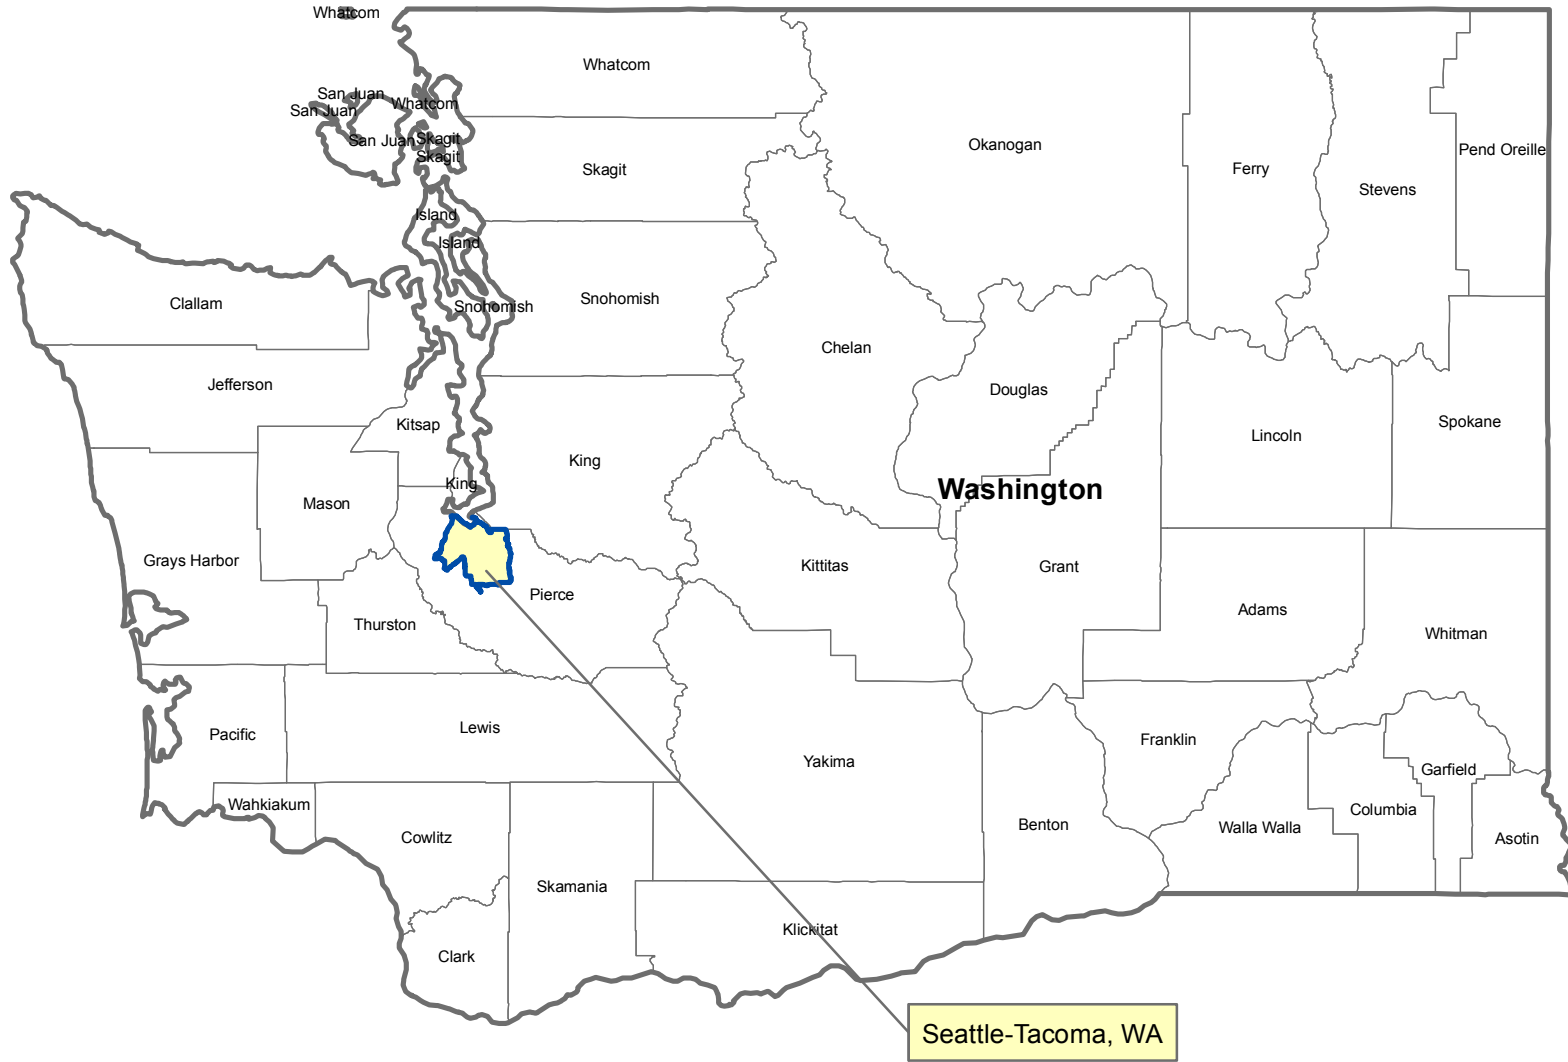 Whatcom
Whatcom
San Juan
Whatcom
San Juan
San Juan
Skagit
Skagit
Okanogan
Pend Oreille
Skagit
Ferry
Stevens
Island
Island
Snohomish
Snohomish
Clallam
Chelan
Jefferson
Douglas
Kitsap
Spokane
Lincoln
King
King
Washington
Mason
Grays Harbor
Kittitas
Grant
Pierce
Adams
Thurston
Whitman
Lewis
Pacific
Franklin
Yakima
Garfield
Wahkiakum
Columbia
Benton
Walla Walla
Cowlitz
Asotin
Skamania
Klickitat
Clark
Seattle-Tacoma, WA